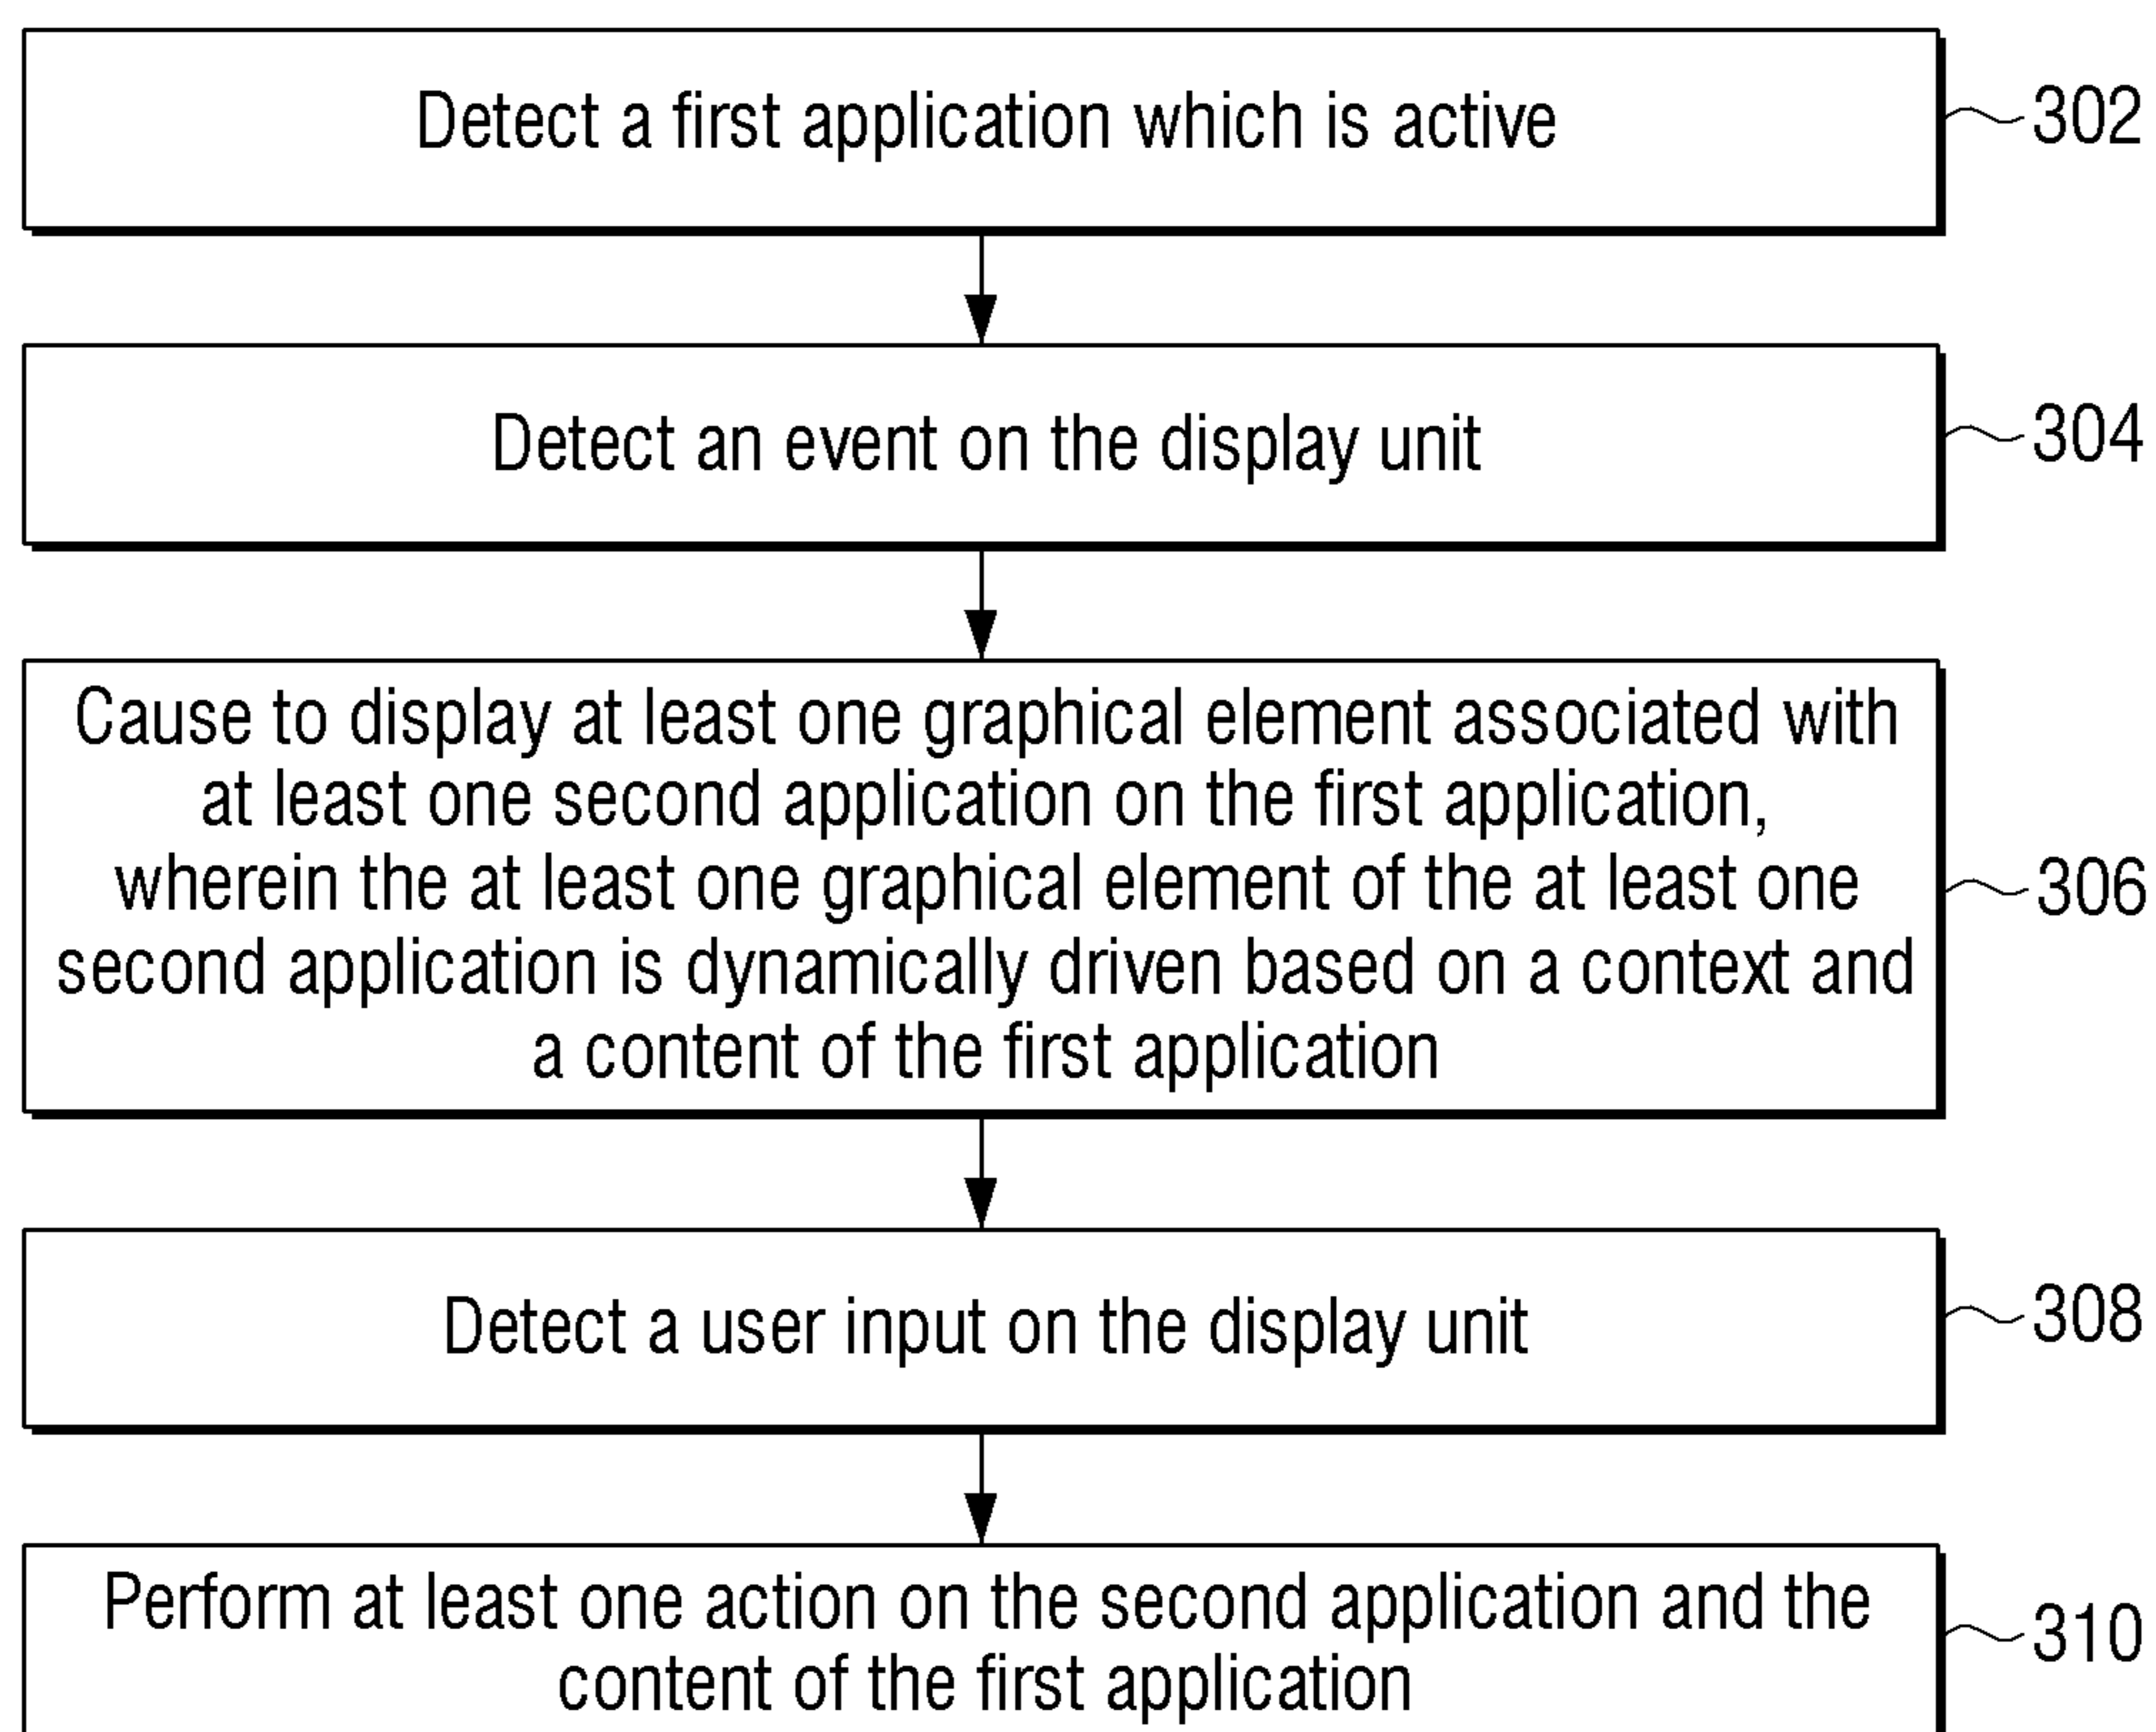 Detect a first application which is active
302
Detect an event on the display unit
304
Cause to display at least one graphical element associated with
at least one second application on the first application,
wherein the at least one graphical element of the at least one
second application is dynamically driven based on a context and
a content of the first application
306
Detect a user input on the display unit
308
Perform at least one action on the second application and the
content of the first application
310